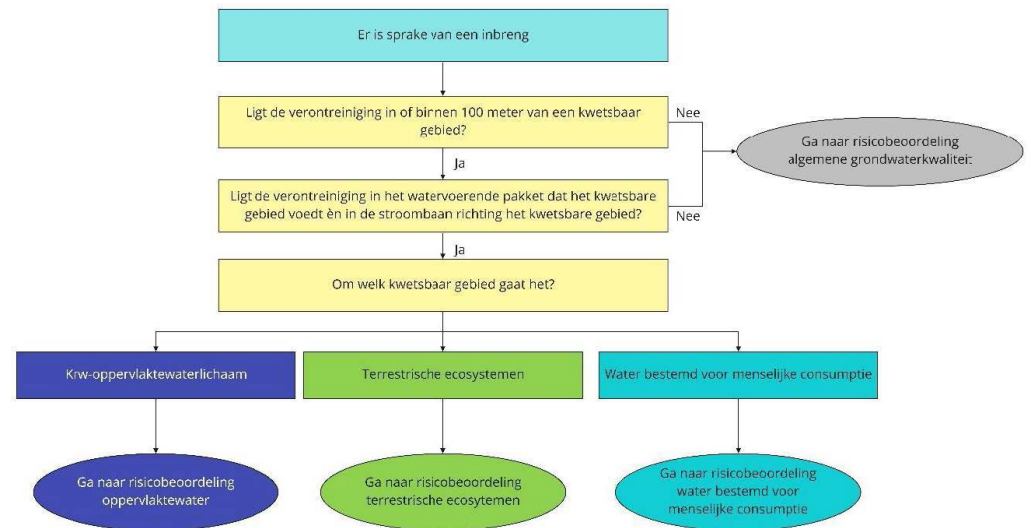 Er is sprake van een inbreng
Ligt de verontreiniging in of binnen 100 meter van een kwetsbaar
gebied?
Nee
Ga naar risicobeoordeling
algemene grondwaterkwaliteit
Ja
Ligt de verontreiniging in het watervoerende pakket dat het kwetsbare
gebied voedt èn in de stroombaan richting het kwetsbare gebied?
Nee
Ja
Om welk kwetsbaar gebied gaat het?
Krw-oppervlaktewaterlichaam
Terrestrische ecosystemen
Water bestemd voor menselijke consumptie
Ga naar risicobeoordeling
oppervlaktewater
Ga naar risicobeoordeling
terrestrische ecosytemen
Ga naar risicobeoordeling
water bestemd voor
menselijke consumptie